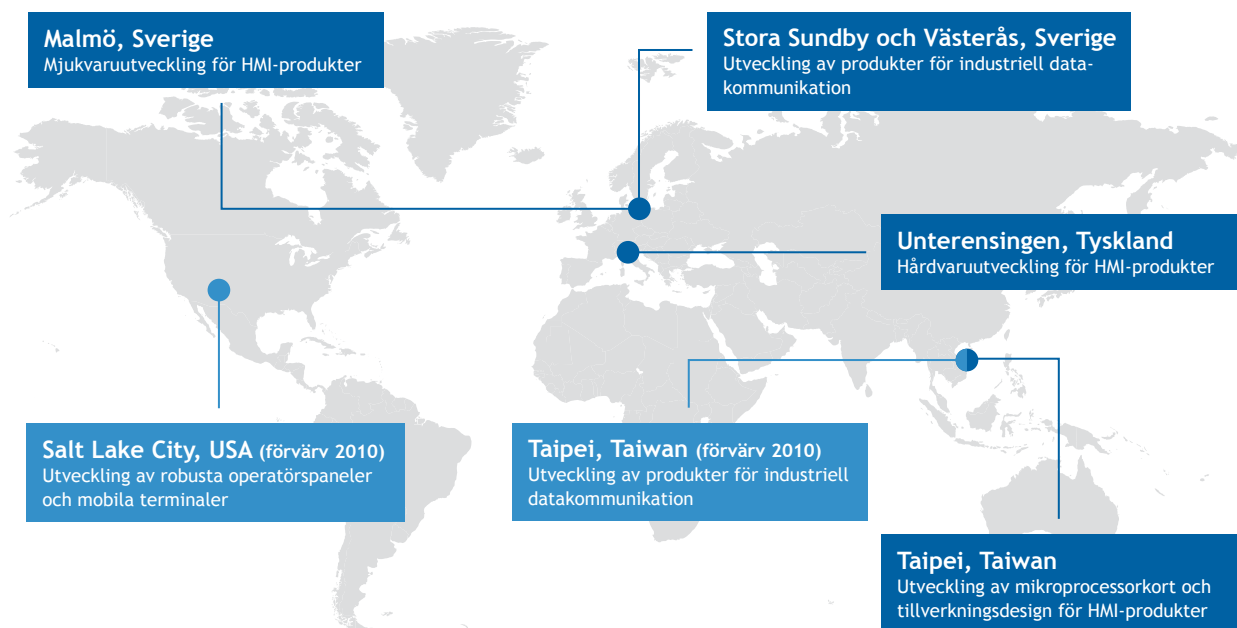 Malmö, Sverige
Mjukvaruutveckling för HMI-produkter
Stora Sundby och Västerås, Sverige
Utveckling av produkter för industriell data-
kommunikation
Unterensingen, Tyskland
Hårdvaruutveckling för HMI-produkter
Salt Lake City, USA (förvärv 2010)
Utveckling av robusta operatörspaneler
och mobila terminaler
Taipei, Taiwan (förvärv 2010)
Utveckling av produkter för industriell
datakommunikation
Taipei, Taiwan
Utveckling av mikroprocessorkort och
tillverkningsdesign för HMI-produkter